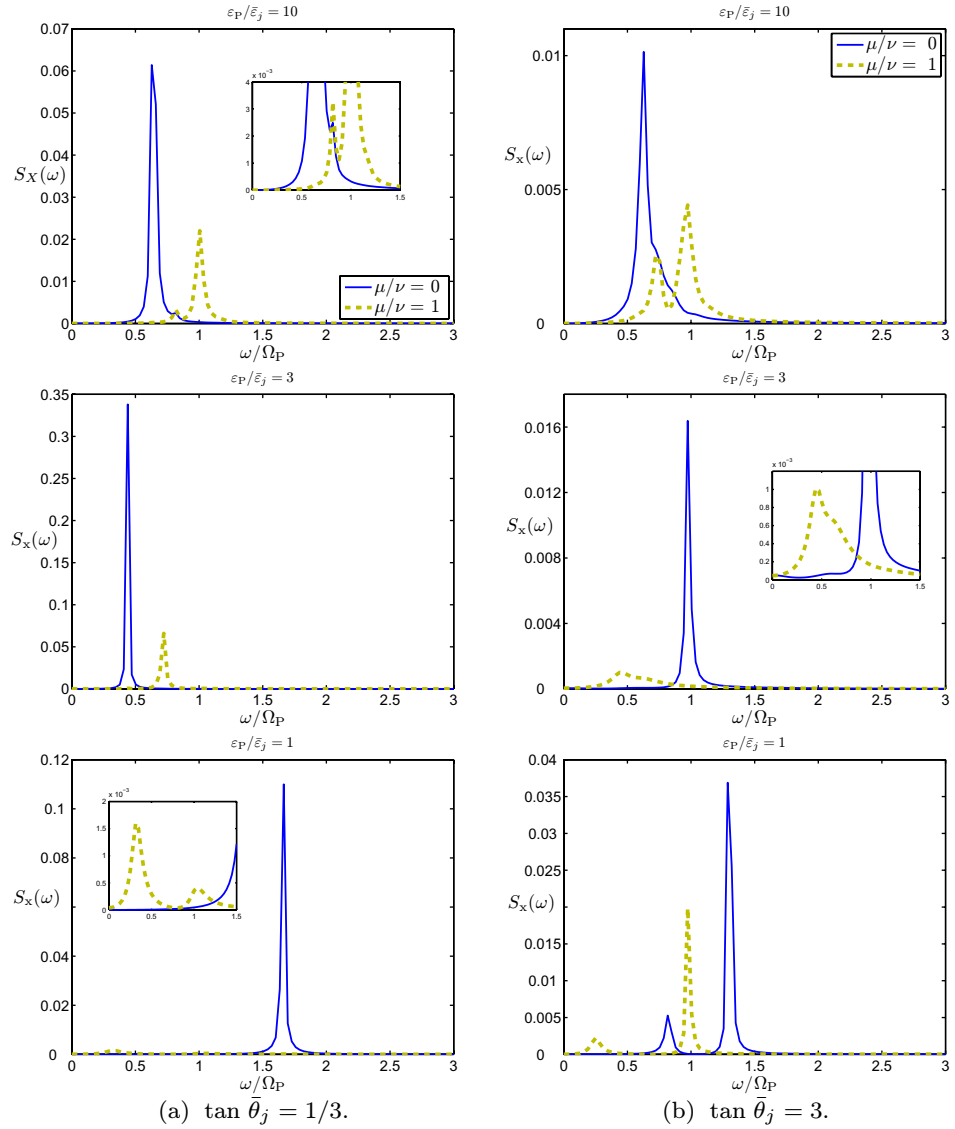 ε_P/ε̄_j = 10
0.07
0.06
0.05
0.04
S_X(ω)
0.03
0.02
0.01
0
x 10⁻³
4
3
2
1
0
0 0.5 1 1.5
μ/ν = 0
μ/ν = 1
0 0.5 1 1.5 2 2.5 3
ω/Ω_P
ε_P/ε̄_j = 10
0.01
S_x(ω)
0.005
0
μ/ν = 0
μ/ν = 1
0 0.5 1 1.5 2 2.5 3
ω/Ω_P
ε_P/ε̄_j = 3
0.35
0.3
0.25
0.2
S_x(ω)
0.15
0.1
0.05
0
0 0.5 1 1.5 2 2.5 3
ω/Ω_P
ε_P/ε̄_j = 3
0.016
0.012
S_x(ω)
0.008
0.004
0
x 10⁻³
1
0.8
0.6
0.4
0.2
0
0 0.5 1 1.5
0 0.5 1 1.5 2 2.5 3
ω/Ω_P
ε_P/ε̄_j = 1
0.12
0.1
0.08
0.06
S_x(ω)
0.04
0.02
0
x 10⁻³
2
1.5
1
0.5
0
0 0.5 1 1.5
0 0.5 1 1.5 2 2.5 3
ω/Ω_P
ε_P/ε̄_j = 1
0.04
0.035
0.03
0.025
0.02
S_x(ω)
0.015
0.01
0.005
0
0 0.5 1 1.5 2 2.5 3
ω/Ω_P
(a) tan θ̄_j = 1/3.
(b) tan θ̄_j = 3.